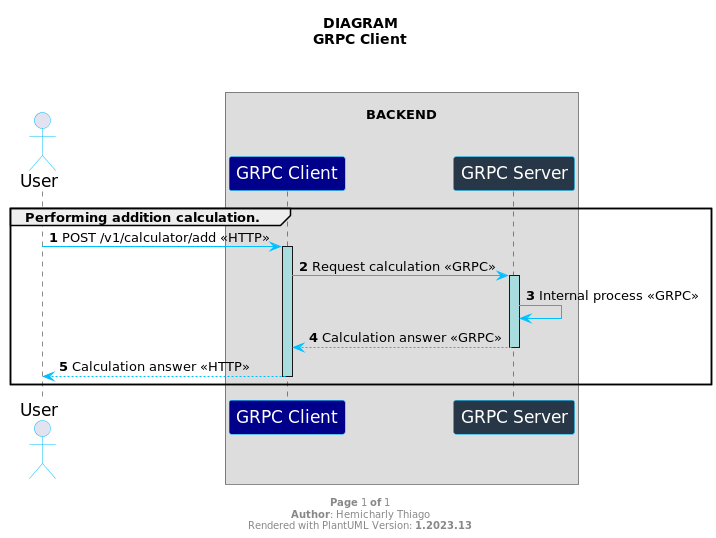 DIAGRAM
GRPC Client
BACKEND
User
GRPC Client
GRPC Server
Performing addition calculation.
1 POST /v1/calculator/add «HTTP»
2 Request calculation «GRPC»
3 Internal process «GRPC»
4 Calculation answer «GRPC»
5 Calculation answer «HTTP»
User
GRPC Client
GRPC Server
Page 1 of 1
Author: Hemicharly Thiago
Rendered with PlantUML Version: 1.2023.13